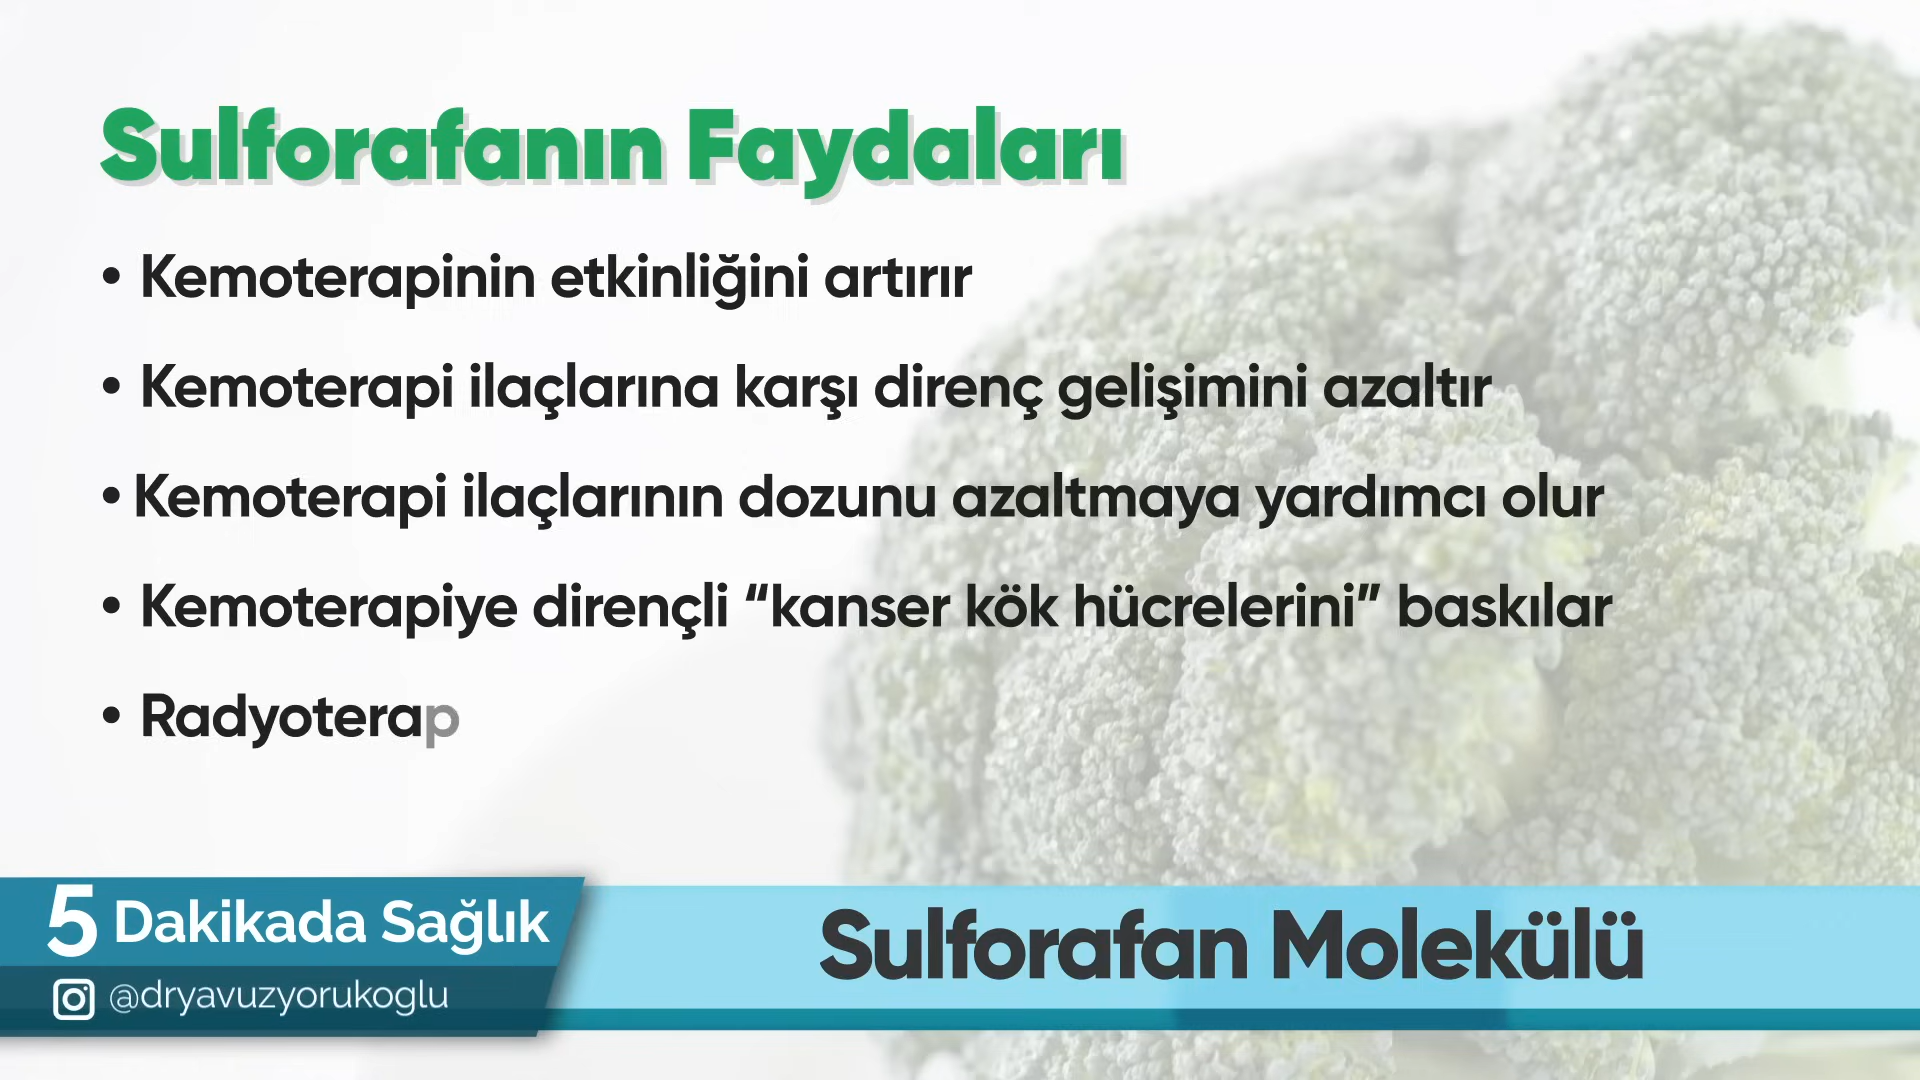 Sulforafanın Faydaları
• Kemoterapinin etkinliğini artırır
• Kemoterapi ilaçlarına karşı direnç gelişimini azaltır
• Kemoterapi ilaçlarının dozunu azaltmaya yardımcı olur
• Kemoterapiye dirençli “kanser kök hücrelerini” baskılar
• Radyoterap
5 Dakikada Sağlık
@dryavuzyorukoglu
Sulforafan Molekülü